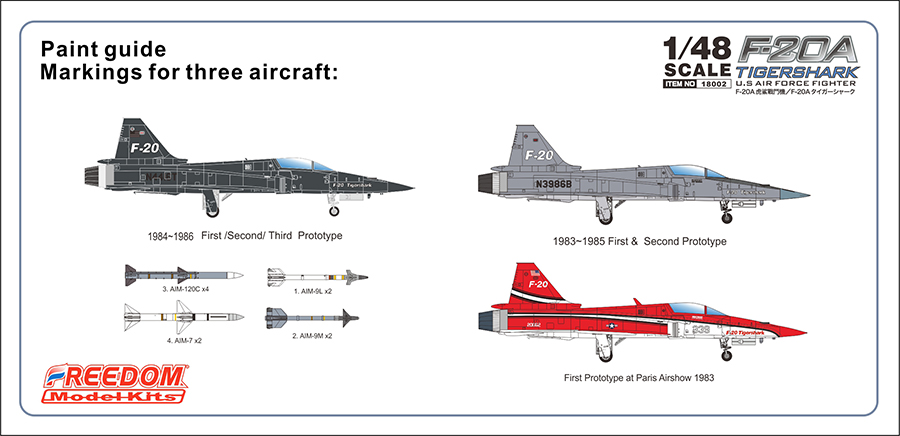 Paint guide
Markings for three aircraft:
1/48
SCALE
ITEM NO 18002
F-20A
TIGERSHARK
U.S AIR FORCE FIGHTER
F-20A 虎鯊戰鬥機/F-20A タイガーシャーク
F-20
F-20 Tigershark
1984~1986 First /Second/ Third Prototype
F-20
N3986B
1983~1985 First & Second Prototype
3. AIM-120C x4
1. AIM-9L x2
4. AIM-7 x2
2. AIM-9M x2
F-20
F-20 Tigershark
First Prototype at Paris Airshow 1983
FREEDOM
Model Kits